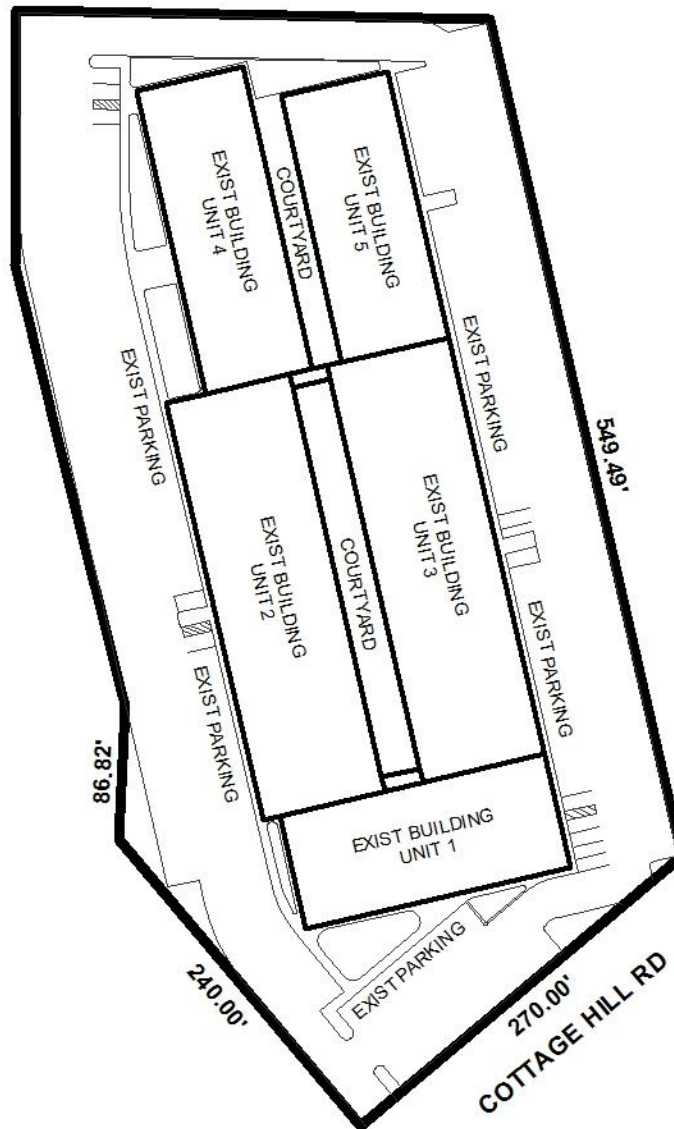 EXIST BUILDING
UNIT 4
COURTYARD
EXIST BUILDING
UNIT 5
EXIST PARKING
EXIST PARKING
549.49'
EXIST BUILDING
UNIT 2
COURTYARD
EXIST BUILDING
UNIT 3
EXIST PARKING
EXIST PARKING
86.82'
EXIST BUILDING
UNIT 1
EXIST PARKING
240.00'
270.00'
COTTAGE HILL RD